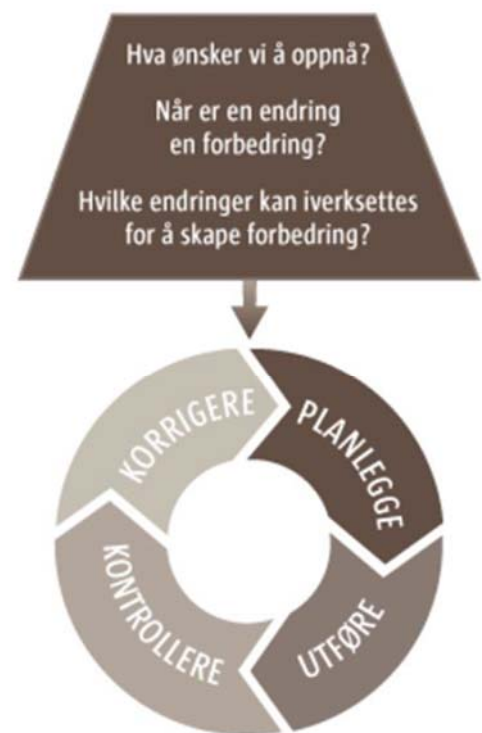 Hva ønsker vi å oppnå?
Når er en endring
en forbedring?
Hvilke endringer kan iverksettes
for å skape forbedring?
PLANLEGGE
UTFØRE
KONTROLLERE
KORRIGERE